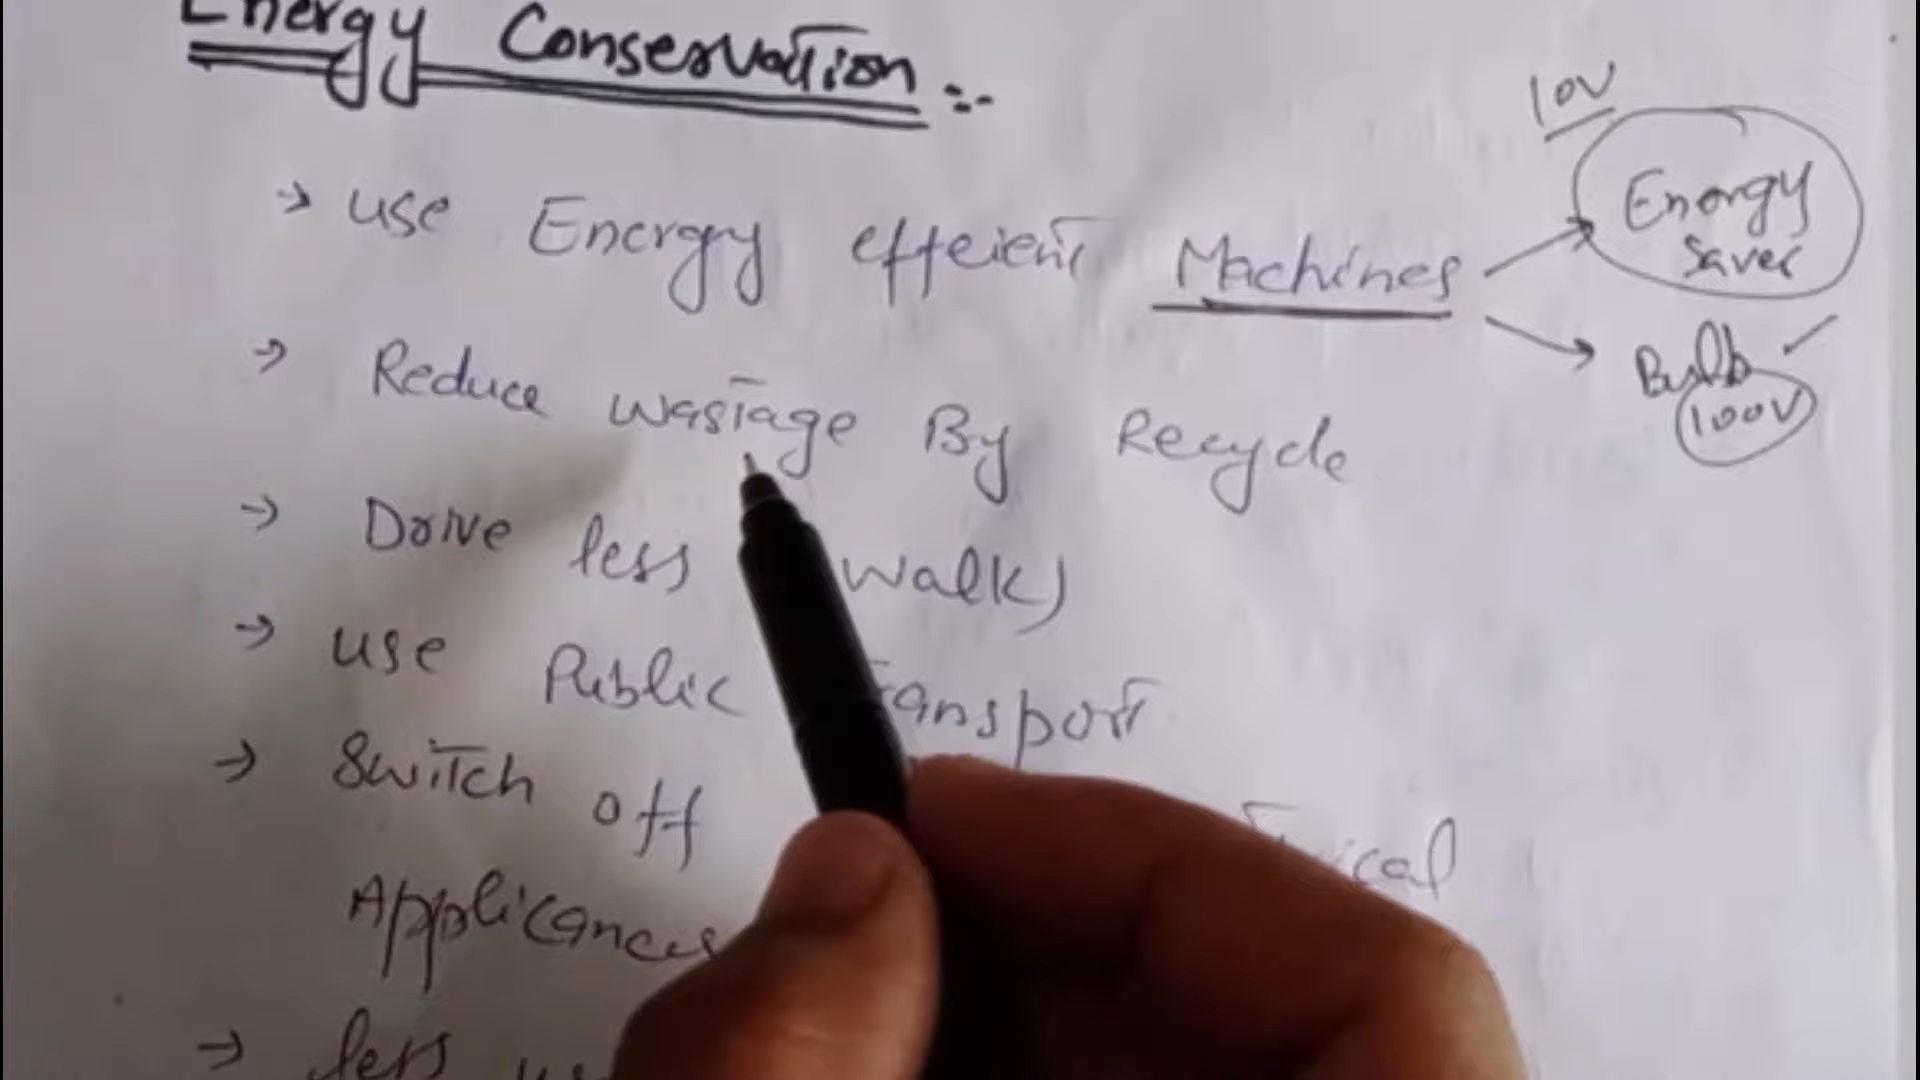 Energy Conservation :-
10V
→ use Energy effeient Machines
Energy
Saver
→ Reduce wastage By Recycle
Bulb
100V
→ Drive less walk)
→ use Public
→ Switch off
Applicances
→ less